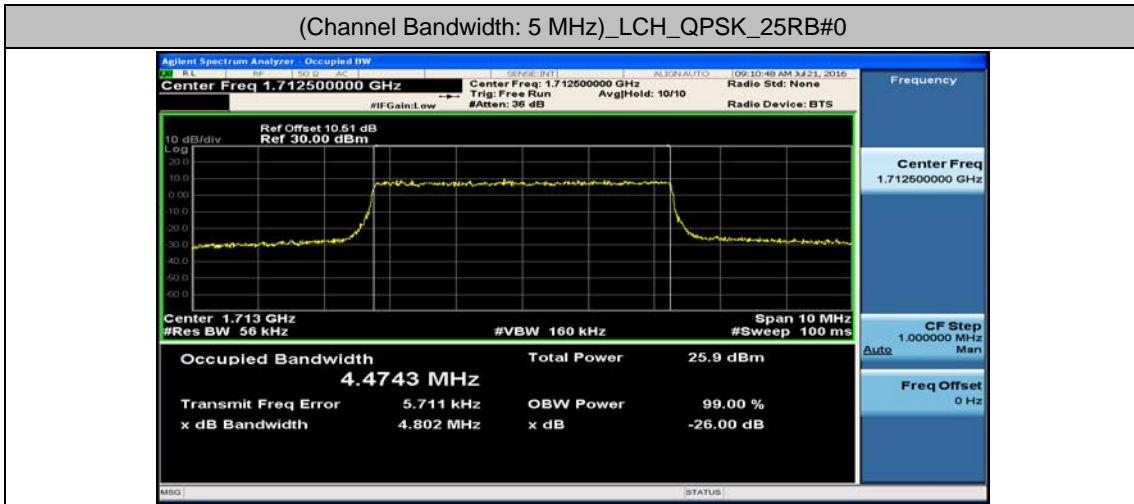 (Channel Bandwidth: 5 MHz)_LCH_QPSK_25RB#0
Agilent Spectrum Analyzer - Occupied BW
LXI RL RF 50 Ω AC SENSE:INT ALIGN AUTO 09:10:48 AM Jul 21, 2016
Center Freq 1.712500000 GHz
Center Freq: 1.712500000 GHz
Radio Std: None
Trig: Free Run Avg|Hold: 10/10
#IFGain:Low #Atten: 36 dB Radio Device: BTS
Ref Offset 10.51 dB
10 dB/div Ref 30.00 dBm
Log
20.0
10.0
0.00
-10.0
-20.0
-30.0
-40.0
-50.0
-60.0
Center 1.713 GHz Span 10 MHz
#Res BW 56 kHz #VBW 160 kHz #Sweep 100 ms
Occupied Bandwidth Total Power 25.9 dBm
4.4743 MHz
Transmit Freq Error 5.711 kHz OBW Power 99.00 %
x dB Bandwidth 4.802 MHz x dB -26.00 dB
MSG STATUS
Frequency
Center Freq
1.712500000 GHz
CF Step
1.000000 MHz
Auto Man
Freq Offset
0 Hz